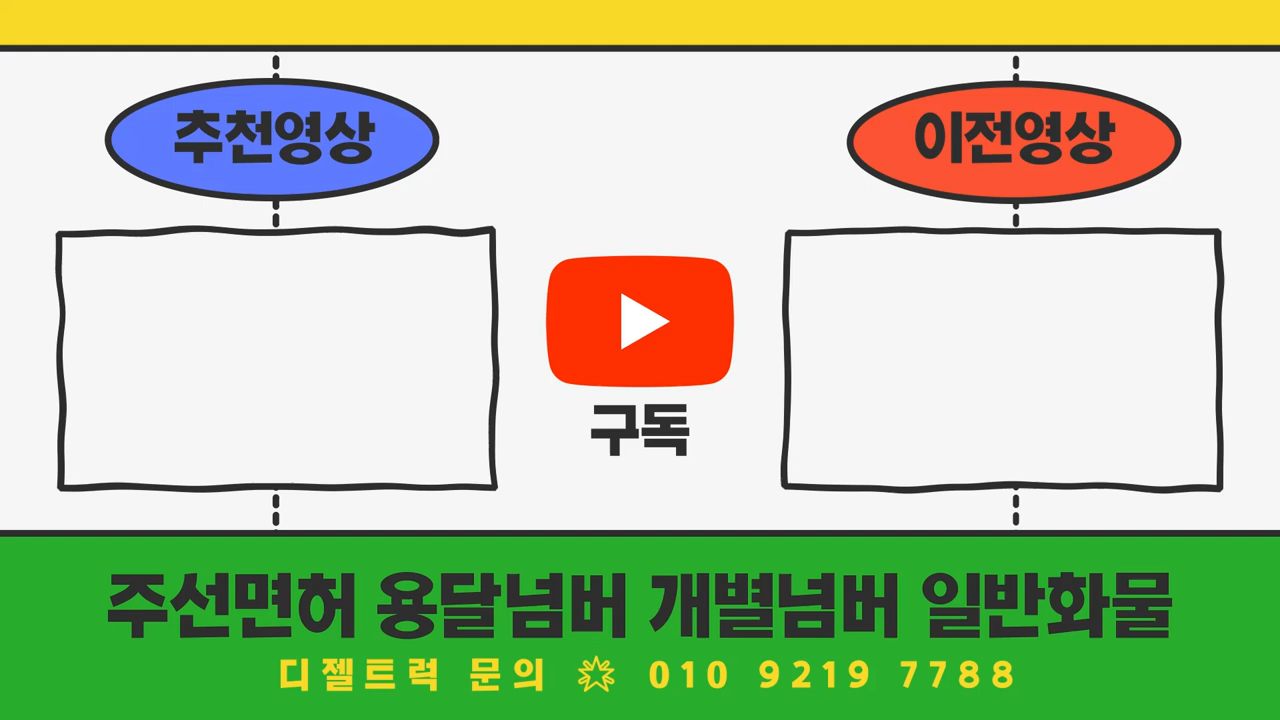 추천영상
이전영상
구독
주선면허 용달넘버 개별넘버 일반화물
디젤트럭 문의 010 9219 7788